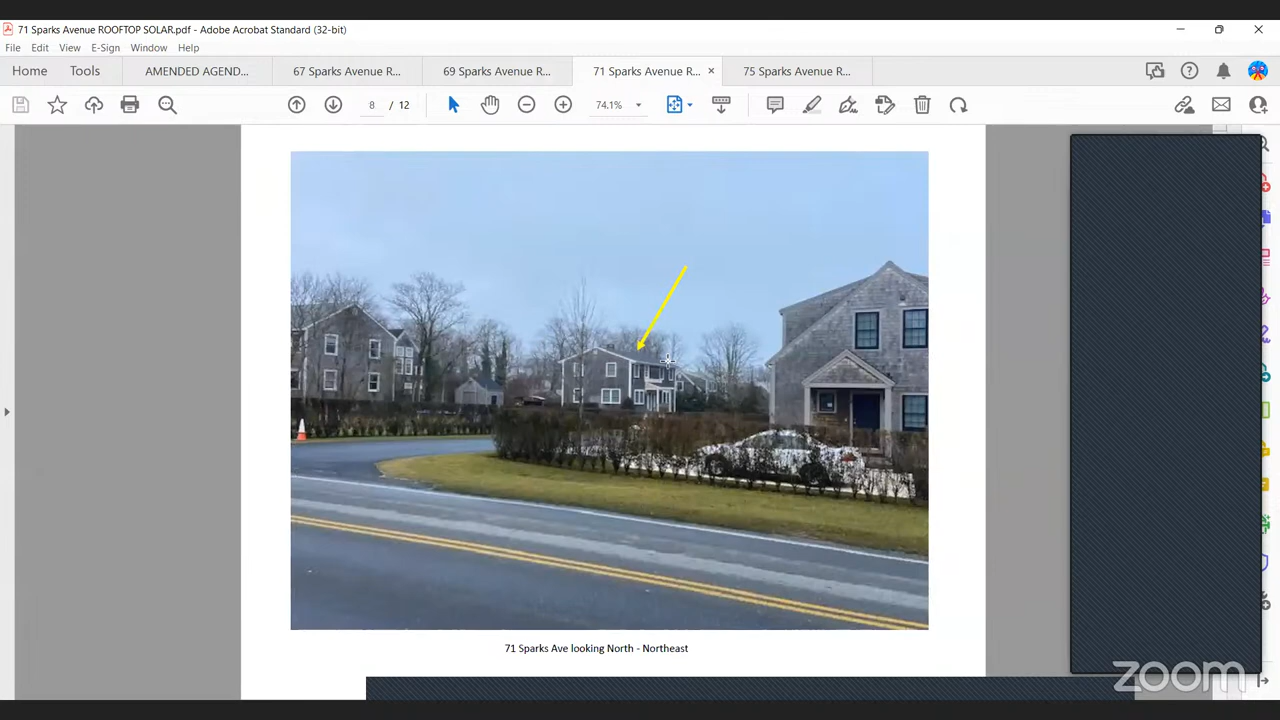 71 Sparks Avenue ROOFTOP SOLAR.pdf - Adobe Acrobat Standard (32-bit)
File Edit View E-Sign Window Help
Home Tools AMENDED AGEND... 67 Sparks Avenue R... 69 Sparks Avenue R... 71 Sparks Avenue R... × 75 Sparks Avenue R...
8 / 12 74.1%
71 Sparks Ave looking North - Northeast
zoom